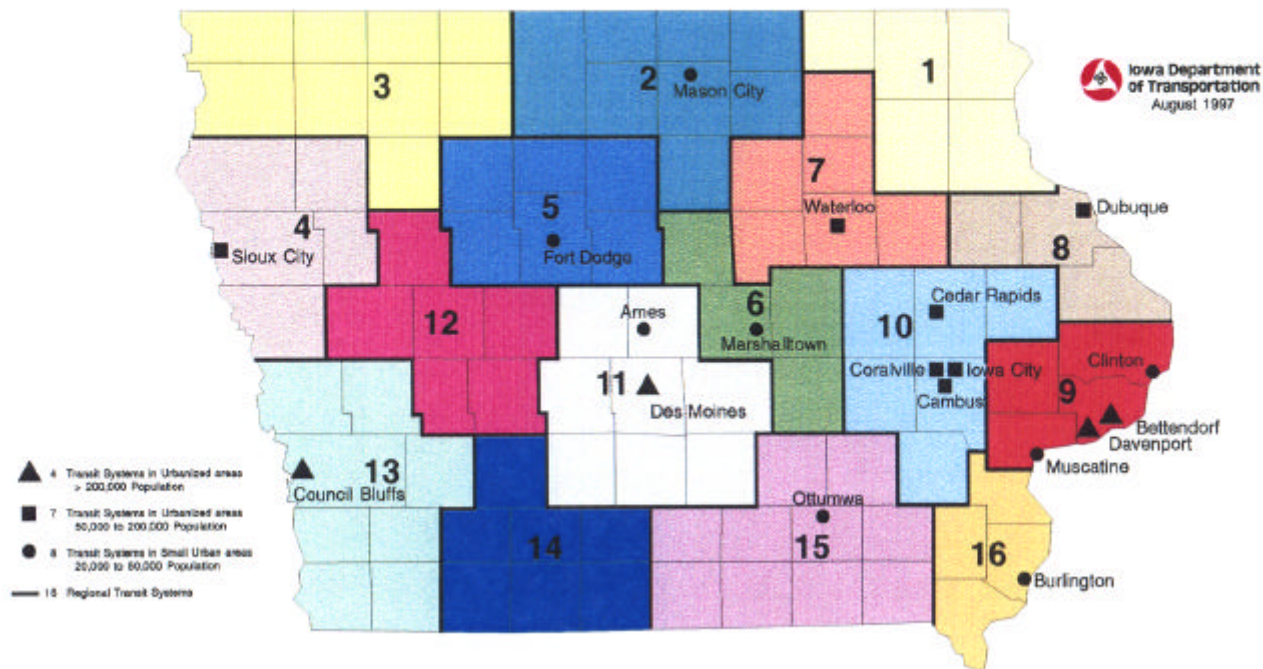 3
2
Mason City
1
Iowa Department
of Transportation
August 1997
7
Waterloo
5
Fort Dodge
4
Sioux City
Dubuque
8
12
Ames
6
Marshalltown
10
Cedar Rapids
Coralville
Iowa City
Cambus
Clinton
9
11
Des Moines
Bettendorf
Davenport
Muscatine
13
Council Bluffs
14
Ottumwa
15
16
Burlington
4 Transit Systems in Urbanized areas
> 200,000 Population
7 Transit Systems in Urbanized areas
50,000 to 200,000 Population
8 Transit Systems in Small Urban areas
20,000 to 50,000 Population
16 Regional Transit Systems